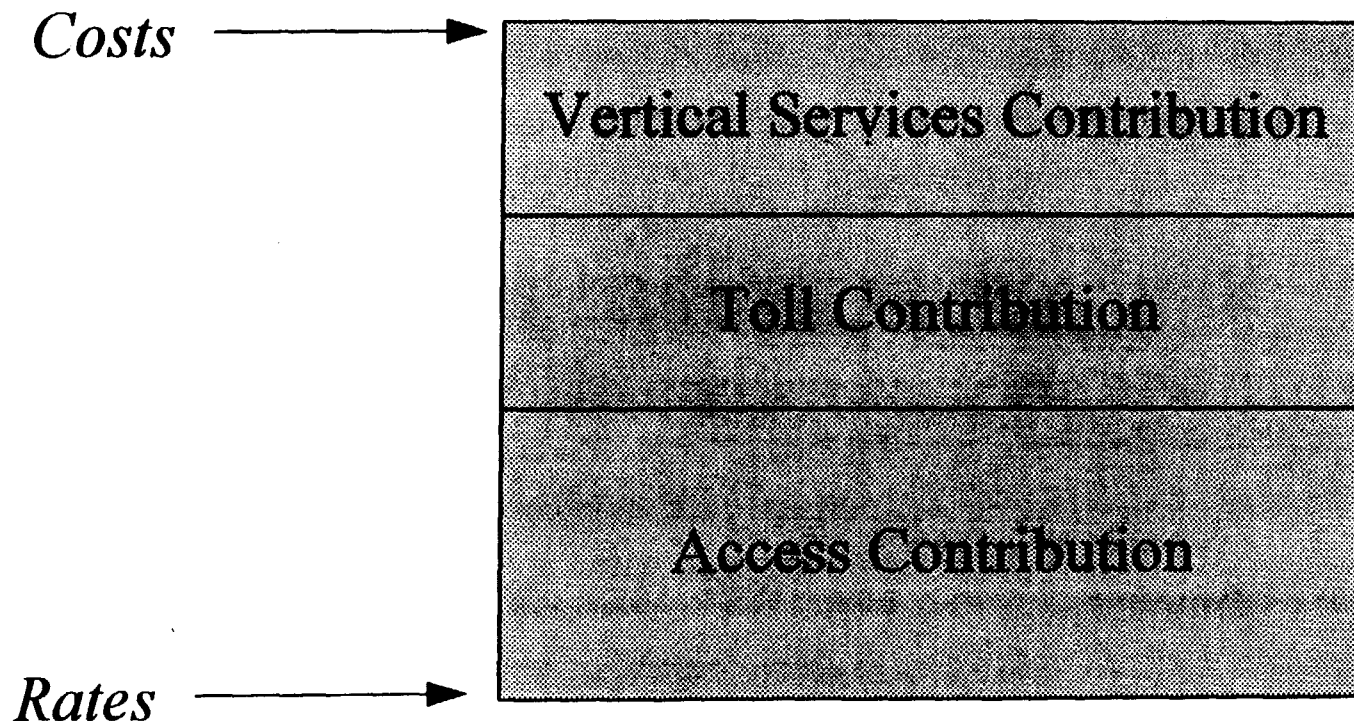 Costs
Vertical Services Contribution
Toll Contribution
Access Contribution
Rates